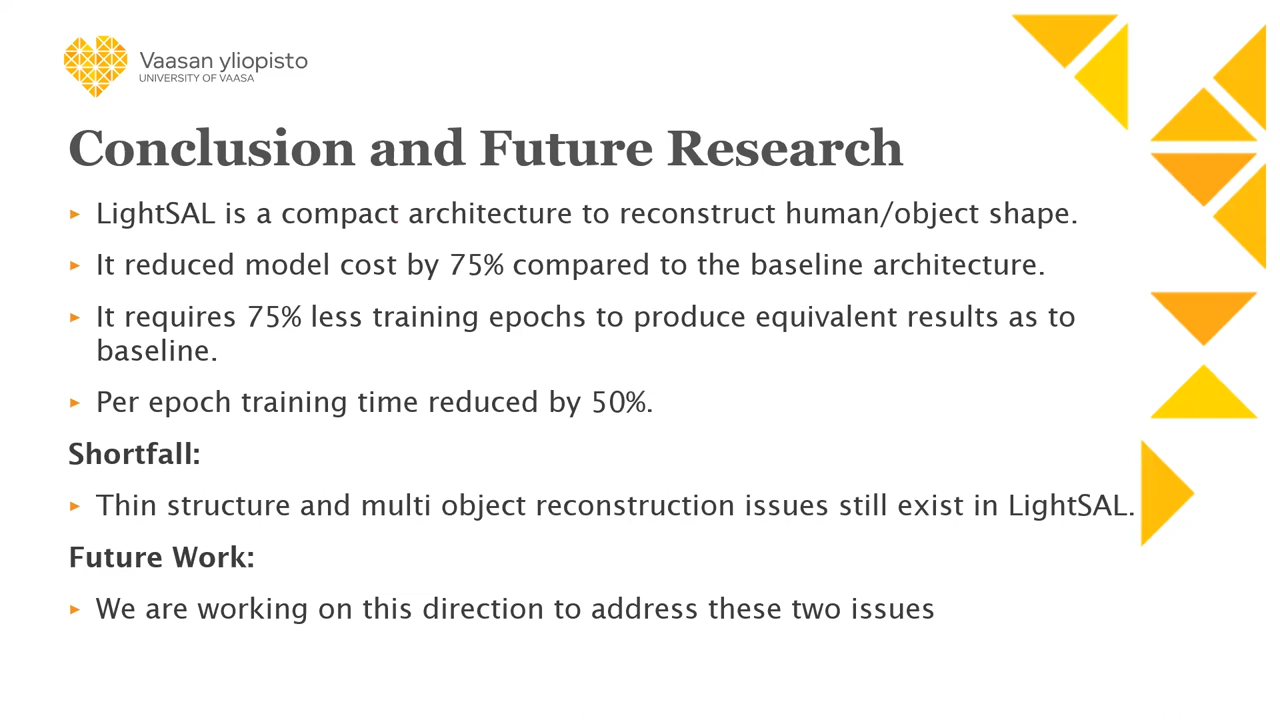 Vaasan yliopisto
UNIVERSITY OF VAASA
Conclusion and Future Research
LightSAL is a compact architecture to reconstruct human/object shape.
It reduced model cost by 75% compared to the baseline architecture.
It requires 75% less training epochs to produce equivalent results as to
baseline.
Per epoch training time reduced by 50%.
Shortfall:
Thin structure and multi object reconstruction issues still exist in LightSAL.
Future Work:
We are working on this direction to address these two issues